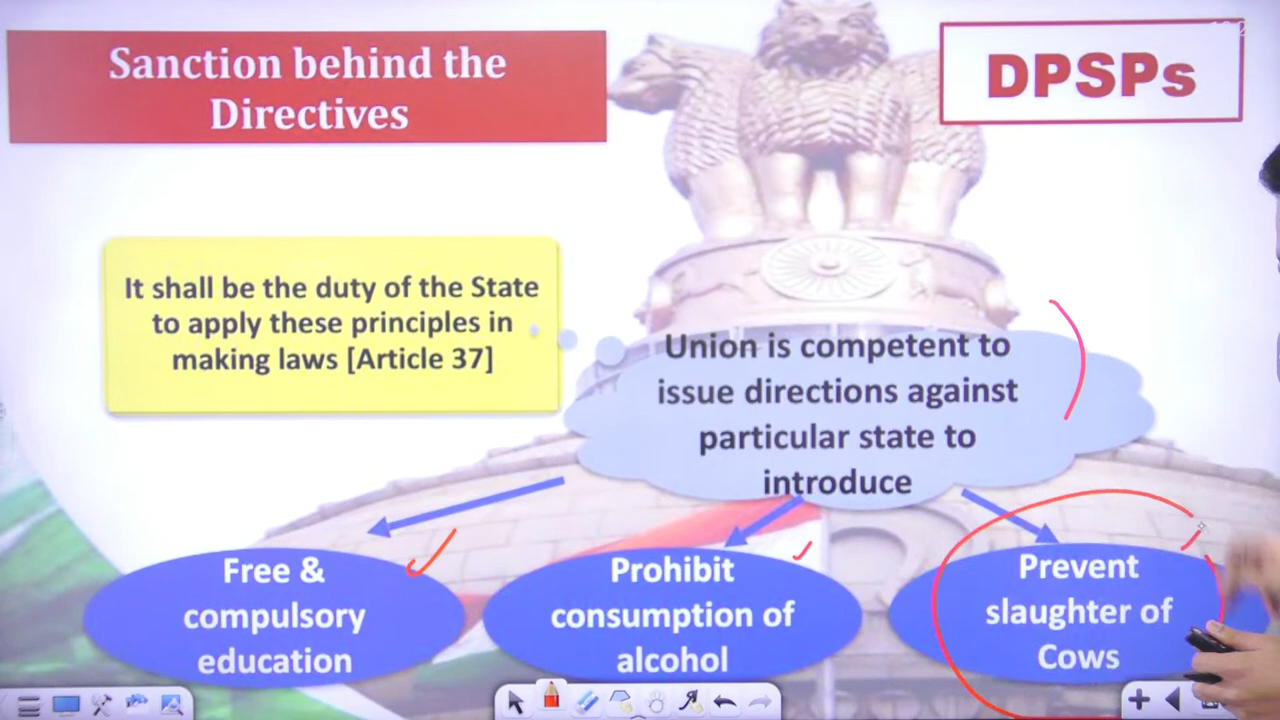 Sanction behind the
Directives
DPSPs
It shall be the duty of the State
to apply these principles in
making laws [Article 37]
Union is competent to
issue directions against
particular state to
introduce
Free &
compulsory
education
Prohibit
consumption of
alcohol
Prevent
slaughter of
Cows